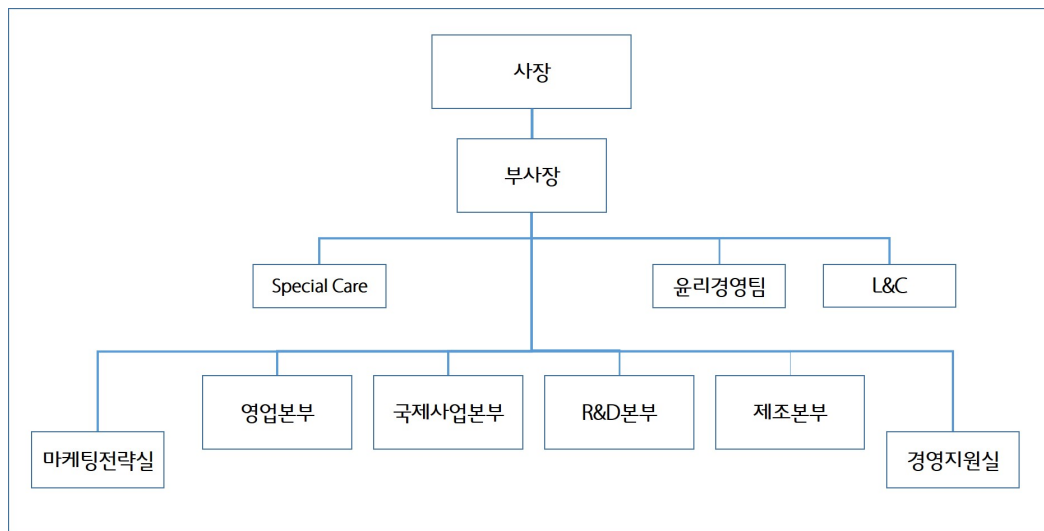 사장
부사장
Special Care
윤리경영팀
L&C
영업본부
국제사업본부
R&D본부
제조본부
마케팅전략실
경영지원실